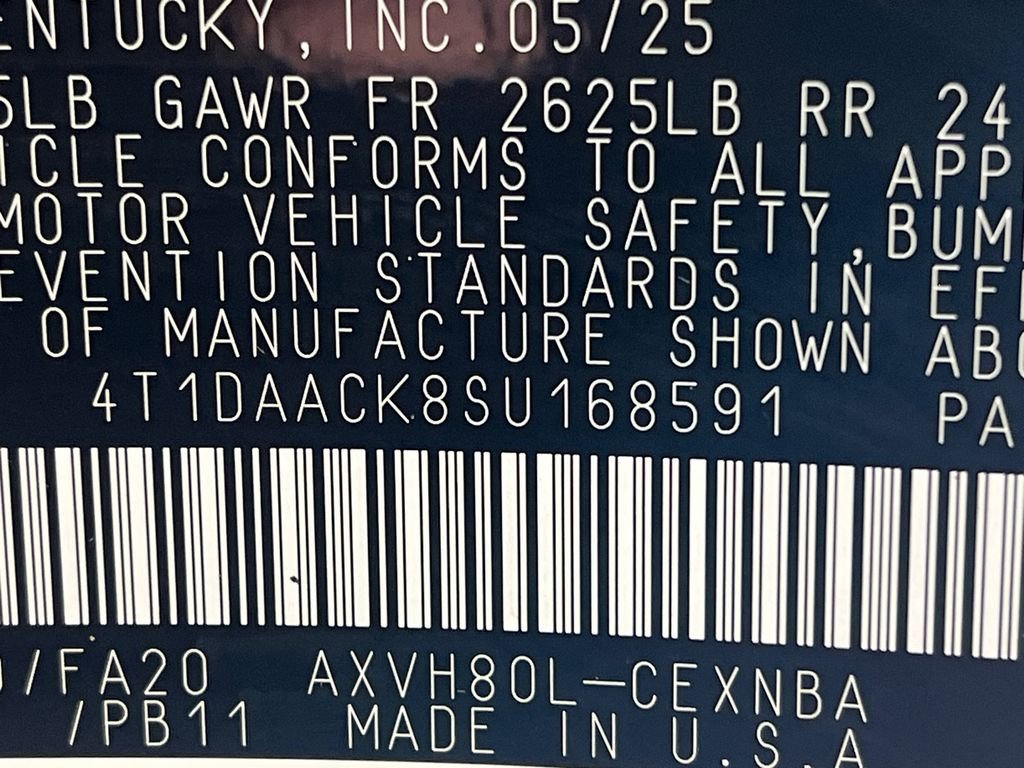 ENTUCKY, INC. 05/25
5LB GAWR FR 2625LB RR 24
ICLE CONFORMS TO ALL APP
MOTOR VEHICLE SAFETY, BUM
EVENTION STANDARDS IN EF
OF MANUFACTURE SHOWN AB
4T1DAACK8SU168591 PA
/FA20 AXVH80L-CEXNBA
/PB11 MADE IN U.S.A